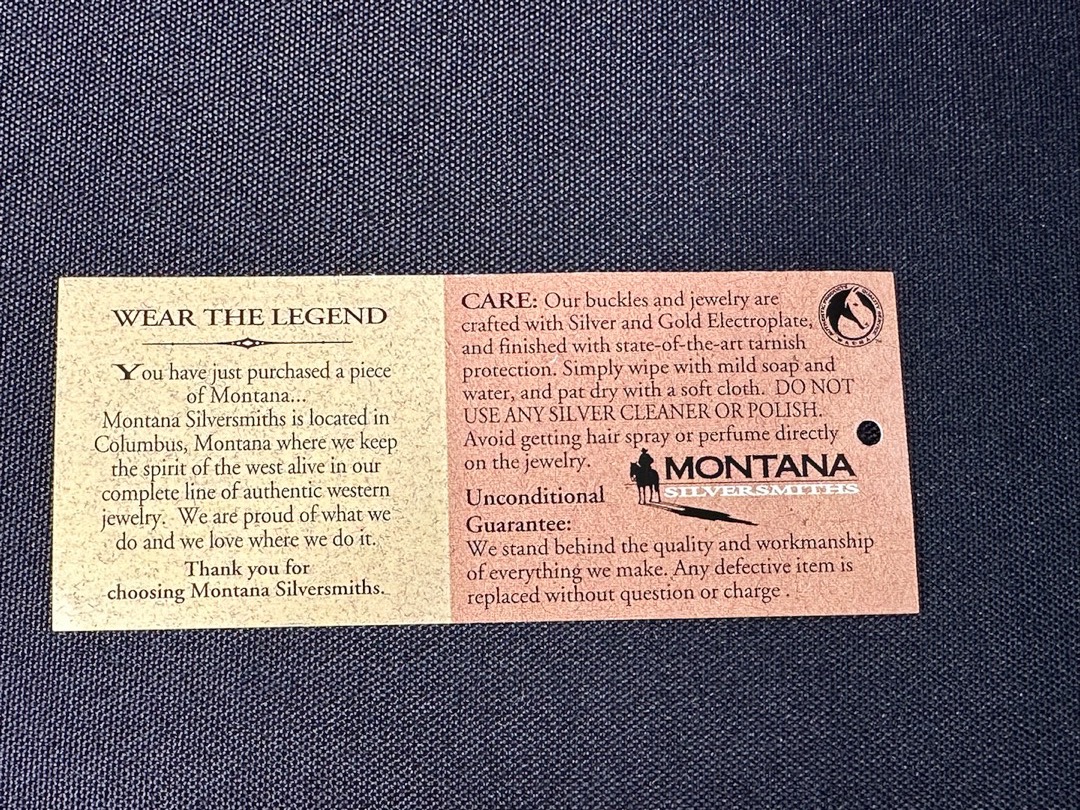 WEAR THE LEGEND
You have just purchased a piece
of Montana...
Montana Silversmiths is located in
Columbus, Montana where we keep
the spirit of the west alive in our
complete line of authentic western
jewelry. We are proud of what we
do and we love where we do it.
Thank you for
choosing Montana Silversmiths.
CARE: Our buckles and jewelry are
crafted with Silver and Gold Electroplate,
and finished with state-of-the-art tarnish
protection. Simply wipe with mild soap and
water, and pat dry with a soft cloth. DO NOT
USE ANY SILVER CLEANER OR POLISH.
Avoid getting hair spray or perfume directly
on the jewelry.
MONTANA
SILVERSMITHS
Unconditional
Guarantee:
We stand behind the quality and workmanship
of everything we make. Any defective item is
replaced without question or charge .